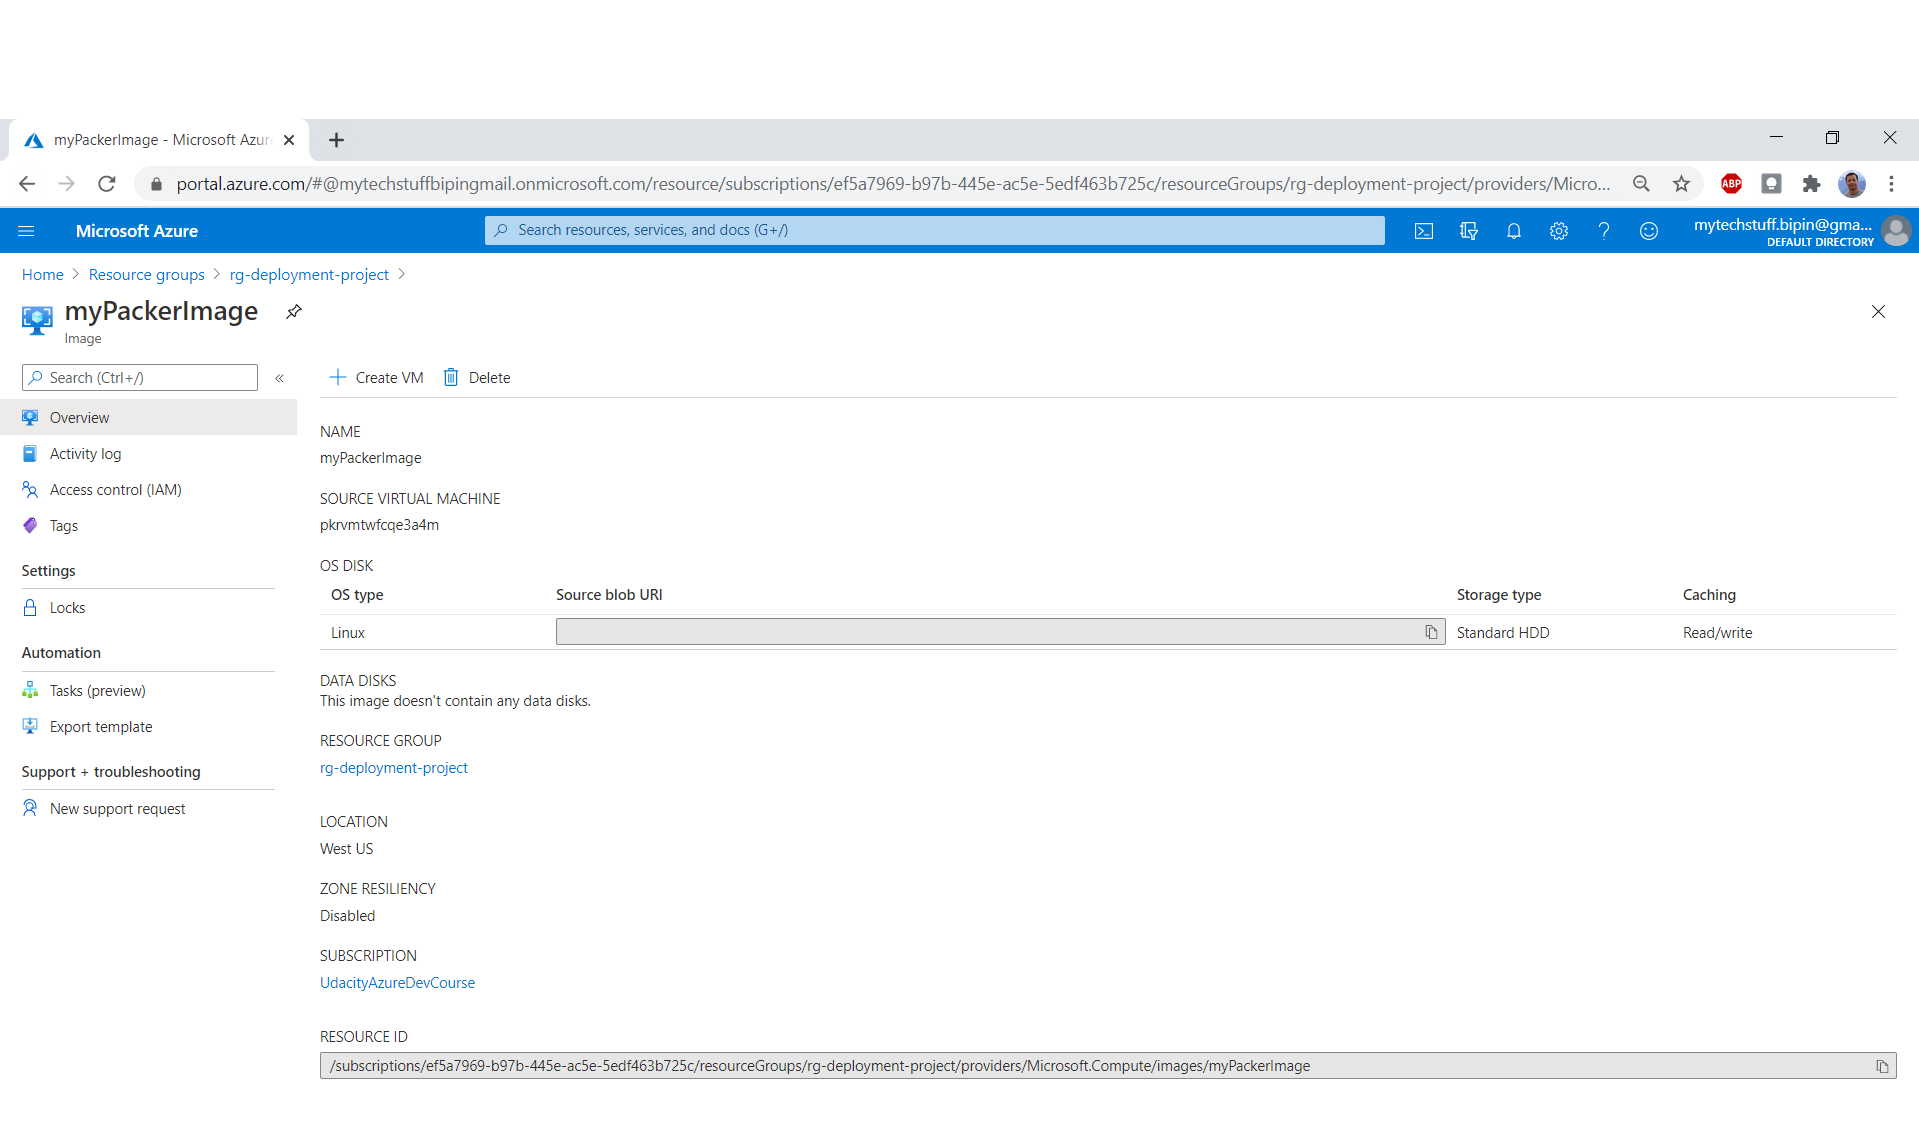 myPackerImage - Microsoft Azur
portal.azure.com/#@mytechstuffbipingmail.onmicrosoft.com/resource/subscriptions/ef5a7969-b97b-445e-ac5e-5edf463b725c/resourceGroups/rg-deployment-project/providers/Micro...
ABP
Microsoft Azure
Search resources, services, and docs (G+/)
mytechstuff.bipin@gma...
DEFAULT DIRECTORY
Home > Resource groups > rg-deployment-project >
myPackerImage
Image
Search (Ctrl+/)
«
Overview
Activity log
Access control (IAM)
Tags
Settings
Locks
Automation
Tasks (preview)
Export template
Support + troubleshooting
New support request
Create VM Delete
NAME
myPackerImage
SOURCE VIRTUAL MACHINE
pkrvmtwfcqe3a4m
OS DISK
OS type Source blob URI Storage type Caching
Linux Standard HDD Read/write
DATA DISKS
This image doesn't contain any data disks.
RESOURCE GROUP
rg-deployment-project
LOCATION
West US
ZONE RESILIENCY
Disabled
SUBSCRIPTION
UdacityAzureDevCourse
RESOURCE ID
/subscriptions/ef5a7969-b97b-445e-ac5e-5edf463b725c/resourceGroups/rg-deployment-project/providers/Microsoft.Compute/images/myPackerImage